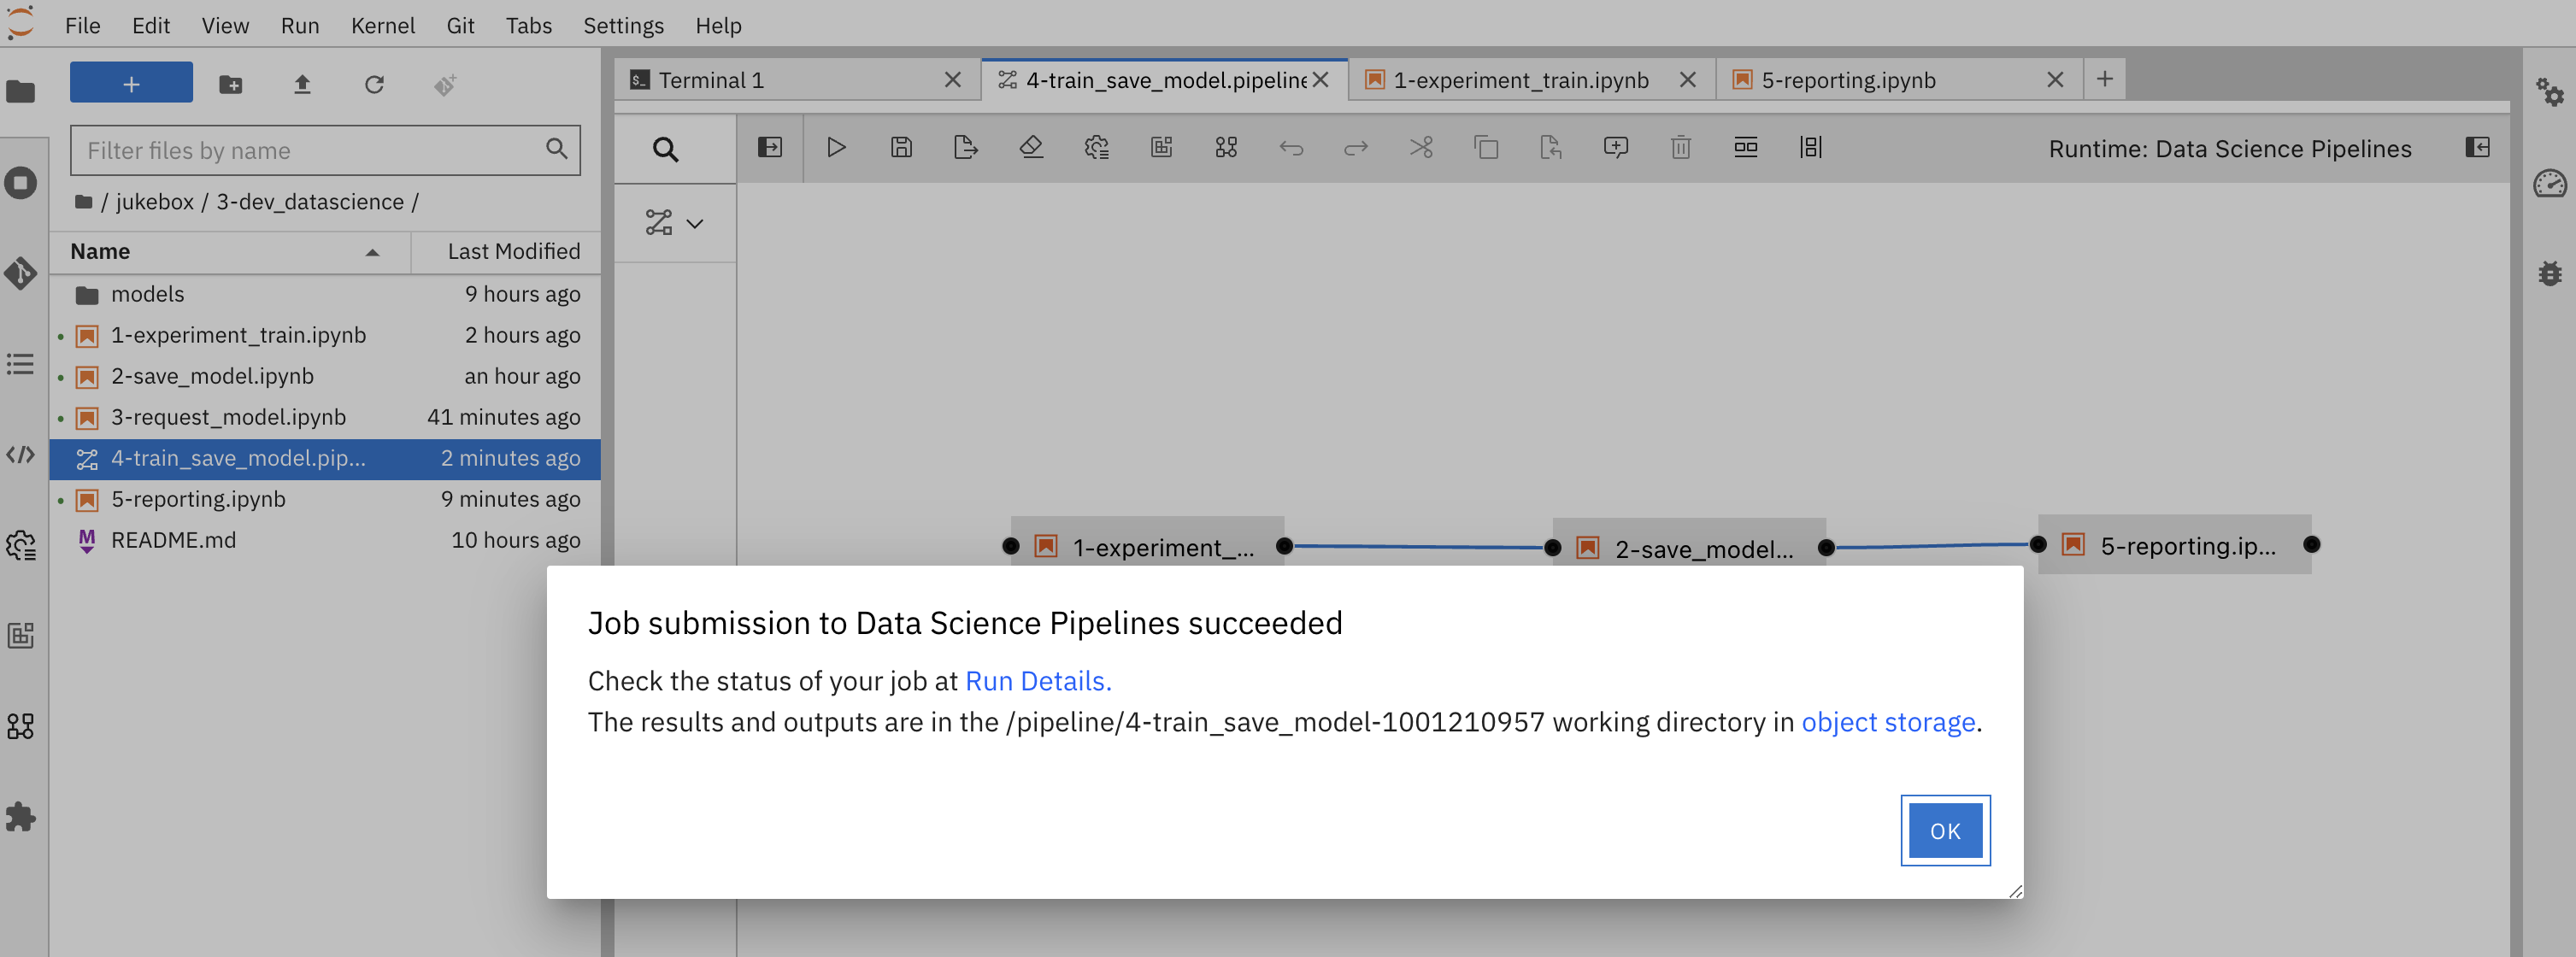 File Edit View Run Kernel Git Tabs Settings Help
Terminal 1
4-train_save_model.pipeline
1-experiment_train.ipynb
5-reporting.ipynb
Filter files by name
/ jukebox / 3-dev_datascience /
Runtime: Data Science Pipelines
Name Last Modified
models 9 hours ago
1-experiment_train.ipynb 2 hours ago
2-save_model.ipynb an hour ago
3-request_model.ipynb 41 minutes ago
4-train_save_model.pip... 2 minutes ago
5-reporting.ipynb 9 minutes ago
README.md 10 hours ago
1-experiment_...
2-save_model...
5-reporting.ip...
Job submission to Data Science Pipelines succeeded
Check the status of your job at Run Details.
The results and outputs are in the /pipeline/4-train_save_model-1001210957 working directory in object storage.
OK